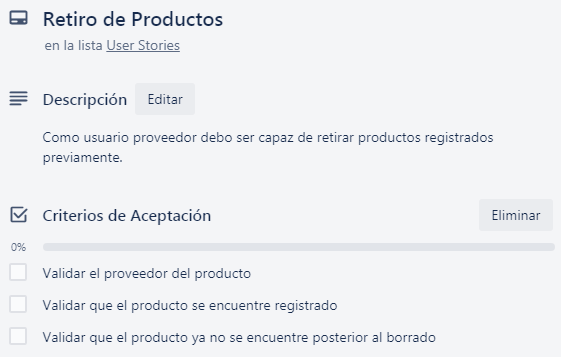 Retiro de Productos
en la lista User Stories
Descripción Editar
Como usuario proveedor debo ser capaz de retirar productos registrados
previamente.
Criterios de Aceptación Eliminar
0%
Validar el proveedor del producto
Validar que el producto se encuentre registrado
Validar que el producto ya no se encuentre posterior al borrado